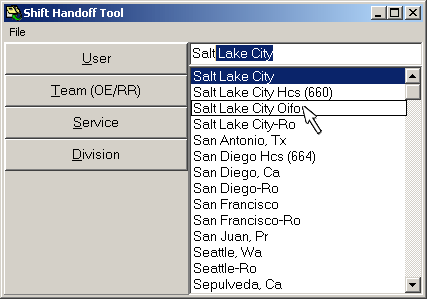 Shift Handoff Tool
File
User
Team (OE/RR)
Service
Division
Salt Lake City
Salt Lake City
Salt Lake City Hcs (660)
Salt Lake City Oifo
Salt Lake City-Ro
San Antonio, Tx
San Diego Hcs (664)
San Diego, Ca
San Diego-Ro
San Francisco
San Francisco-Ro
San Juan, Pr
Seattle, Wa
Seattle-Ro
Sepulveda, Ca